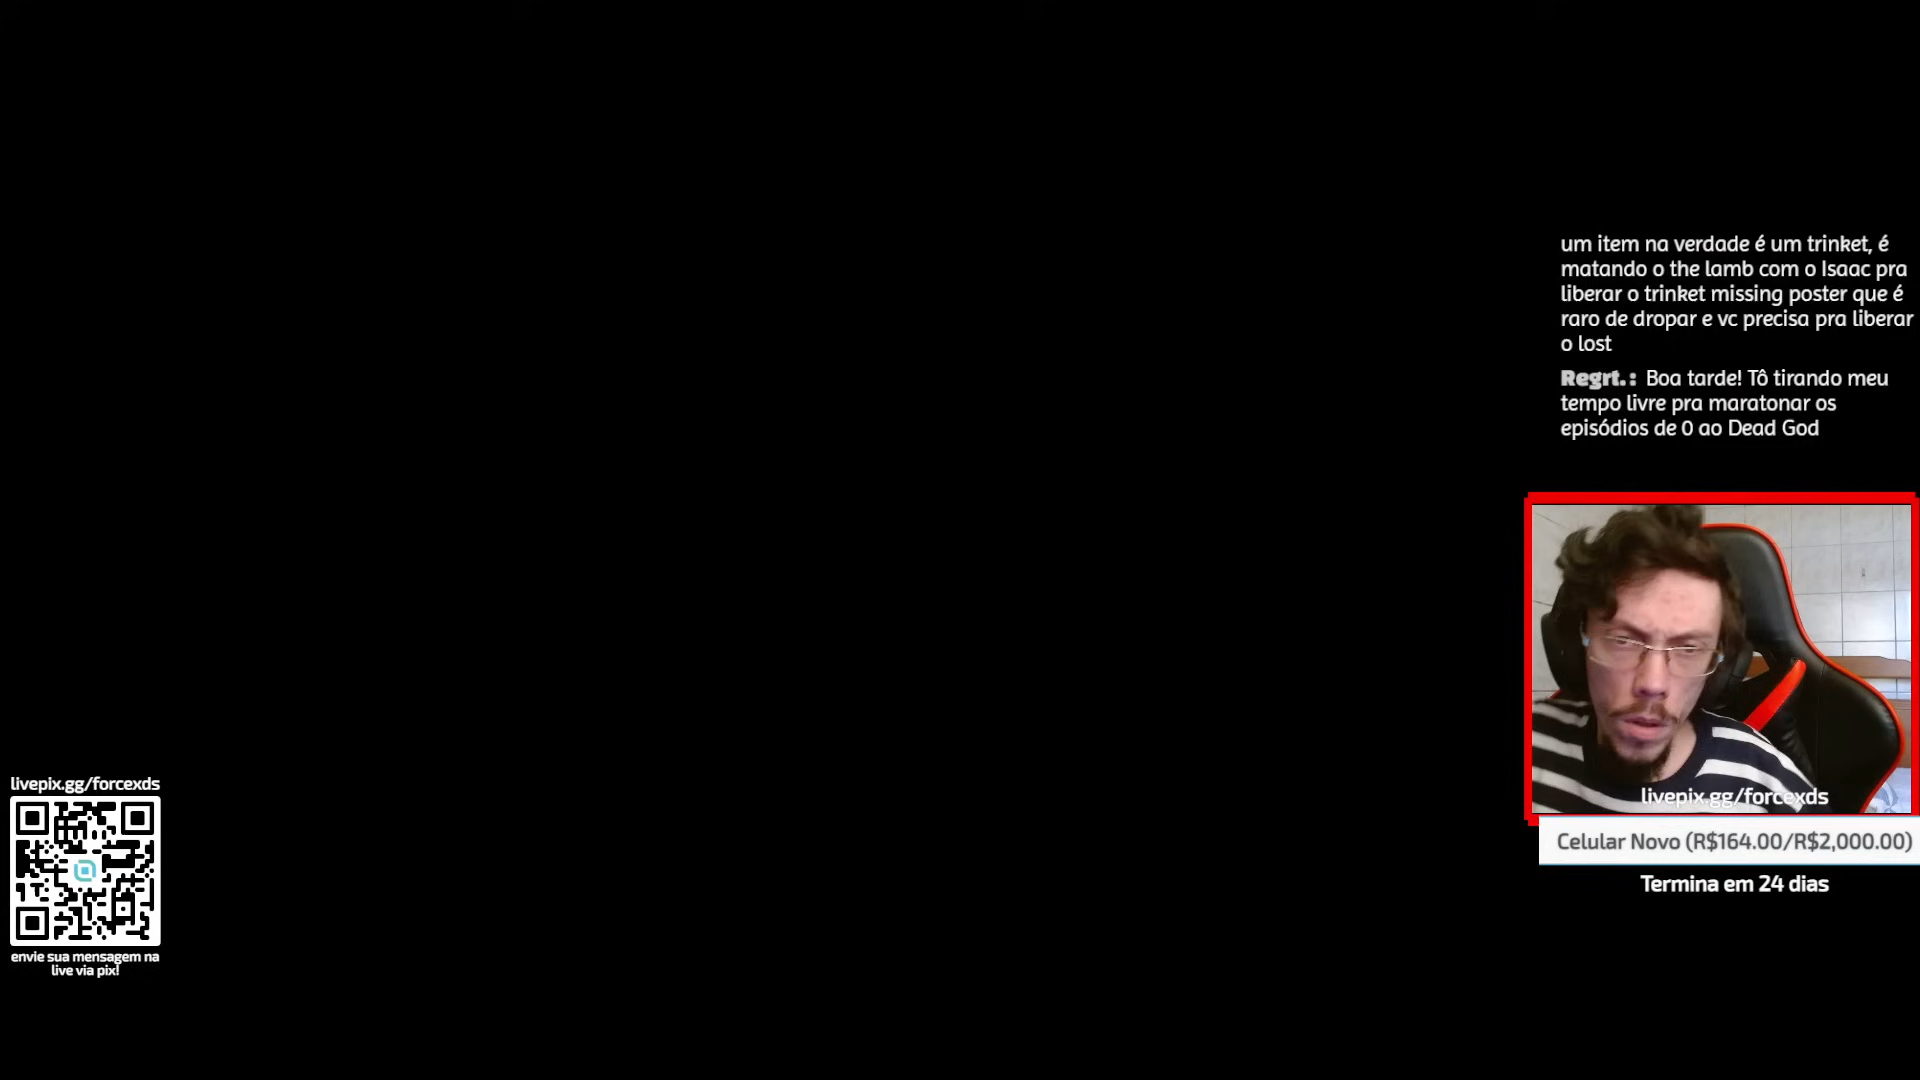 um item na verdade é um trinket, é
matando o the lamb com o Isaac pra
liberar o trinket missing poster que é
raro de dropar e vc precisa pra liberar
o lost
Regrt. : Boa tarde! Tô tirando meu
tempo livre pra maratonar os
episódios de 0 ao Dead God
livepix.gg/forcexds
envie sua mensagem na
live via pix!
livepix.gg/forcexds
Celular Novo (R$164.00/R$2,000.00)
Termina em 24 dias